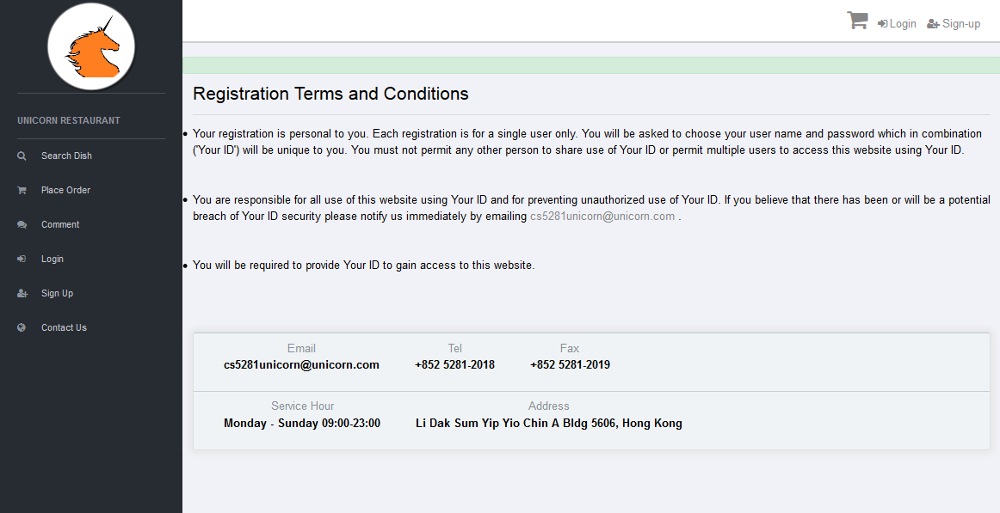 Login
Sign-up
UNICORN RESTAURANT
Search Dish
Place Order
Comment
Login
Sign Up
Contact Us
Registration Terms and Conditions
Your registration is personal to you. Each registration is for a single user only. You will be asked to choose your user name and password which in combination
('Your ID') will be unique to you. You must not permit any other person to share use of Your ID or permit multiple users to access this website using Your ID.
You are responsible for all use of this website using Your ID and for preventing unauthorized use of Your ID. If you believe that there has been or will be a potential
breach of Your ID security please notify us immediately by emailing cs5281unicorn@unicorn.com .
You will be required to provide Your ID to gain access to this website.
Email Tel Fax
cs5281unicorn@unicorn.com +852 5281-2018 +852 5281-2019
Service Hour Address
Monday - Sunday 09:00-23:00 Li Dak Sum Yip Yio Chin A Bldg 5606, Hong Kong